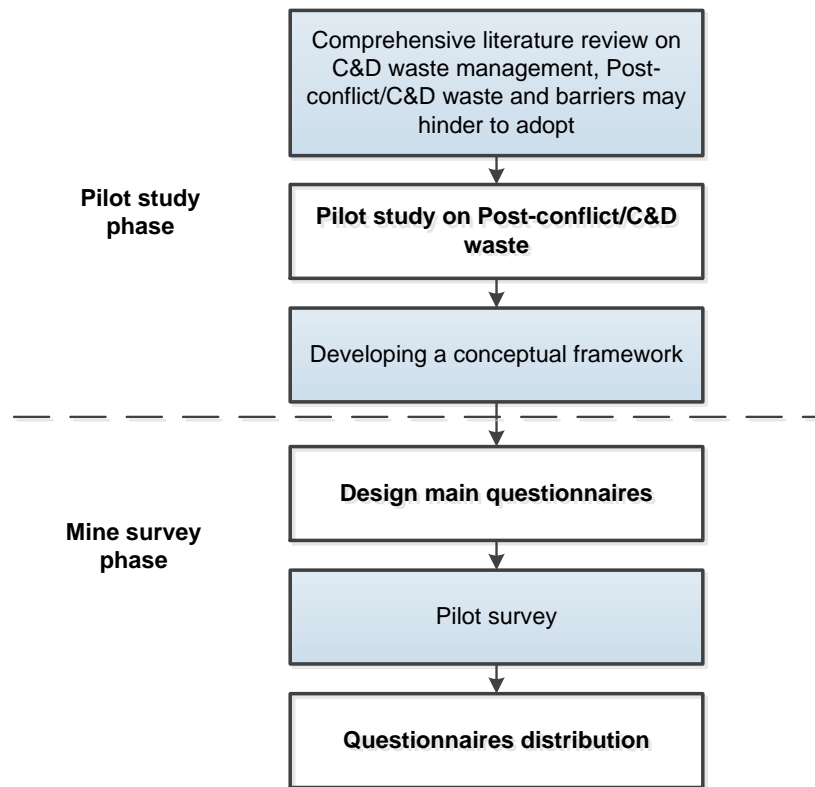 Comprehensive literature review on
C&D waste management, Post-
conflict/C&D waste and barriers may
hinder to adopt
Pilot study
phase
Pilot study on Post-conflict/C&D
waste
Developing a conceptual framework
Design main questionnaires
Mine survey
phase
Pilot survey
Questionnaires distribution